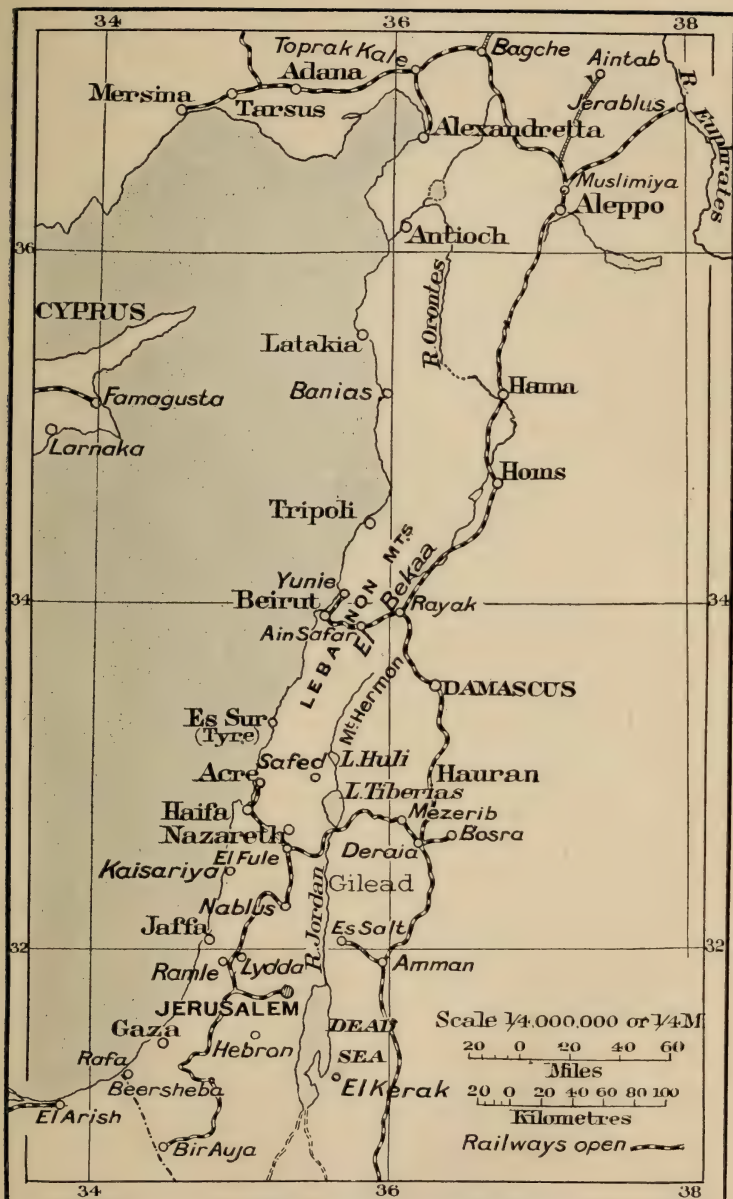 34
36
38
Toprak Kale
Bagche
Aintab
Adana
Mersina
Tarsus
Jerablus
R. Euphrates
Alexandretta
Muslimiya
Aleppo
Antioch
36
CYPRUS
R. Orontes
Latakia
Banias
Hama
Famagusta
Larnaka
Homs
Tripoli
LEBANON MTS
Yunie
El Bekaa
34
34
Beirut
Rayak
Ain Safar
Mt. Hermon
DAMASCUS
Es Sur
(Tyre)
Safed
L. Huli
Acre
Hauran
L. Tiberias
Haifa
Mezerib
Nazareth
Bosra
El Fule
Deraia
Kaisariya
Gilead
Nablus
R. Jordan
Jaffa
Es Salt
32
32
Ramle
Lydda
Amman
JERUSALEM
DEAD
SEA
Scale 1/4.000.000 or 1/4M
20 0 20 40 60
Miles
20 0 20 40 60 80 100
Kilometres
Railways open
Gaza
Hebron
Rafa
Beersheba
El Kerak
El Arish
Bir Auja
34
36
38